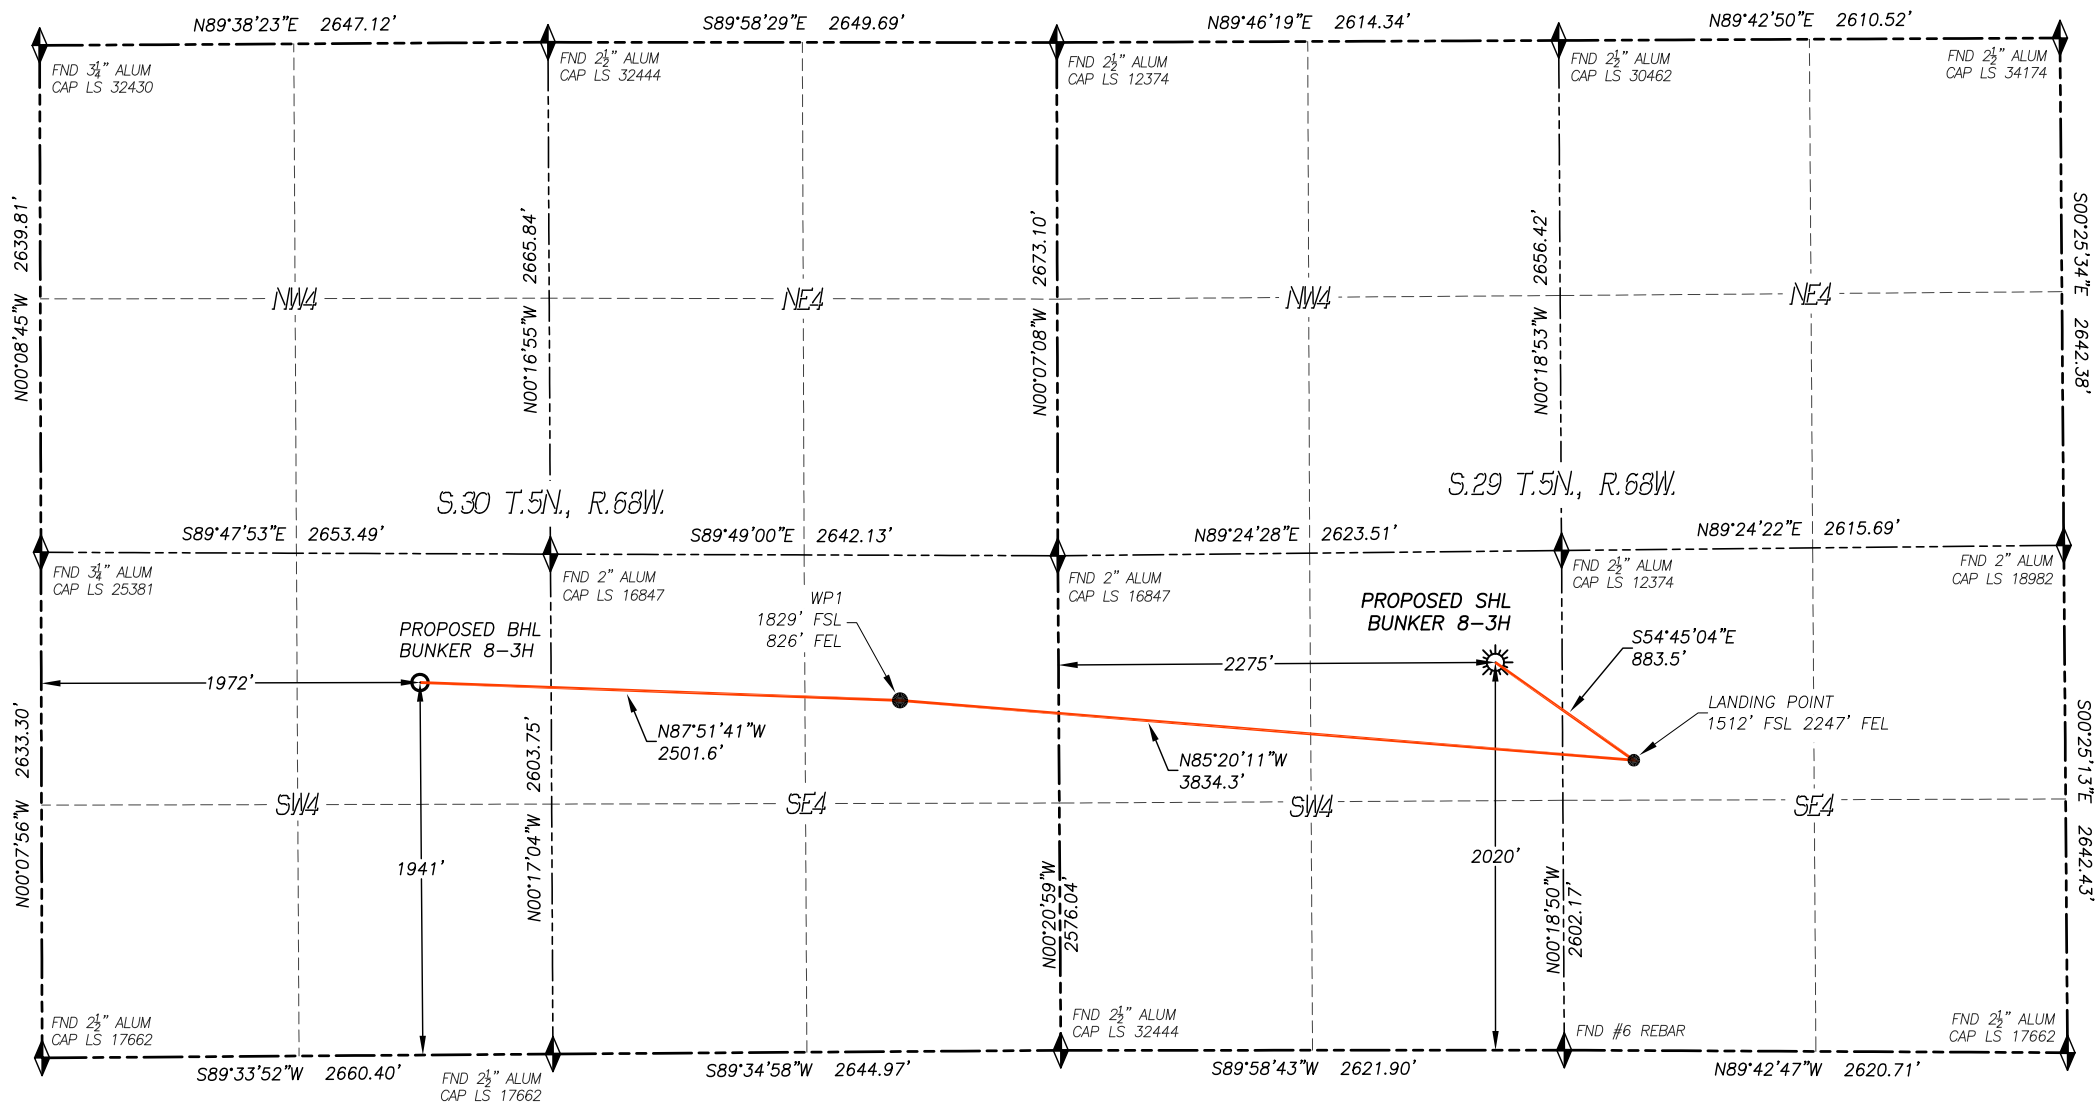 N89°38'23"E 2647.12'
S89°58'29"E 2649.69'
N89°46'19"E 2614.34'
N89°42'50"E 2610.52'
FND 3¼" ALUM
CAP LS 32430
FND 2½" ALUM
CAP LS 32444
FND 2½" ALUM
CAP LS 12374
FND 2½" ALUM
CAP LS 30462
FND 2½" ALUM
CAP LS 34174
N00°08'45"W 2639.81'
N00°16'55"W 2665.84'
N00°07'08"W 2673.10'
N00°18'53"W 2656.42'
S00°25'34"E 2642.38'
NW4
NE4
NW4
NE4
S.30 T.5N., R.68W.
S.29 T.5N., R.68W.
S89°47'53"E 2653.49'
S89°49'00"E 2642.13'
N89°24'28"E 2623.51'
N89°24'22"E 2615.69'
FND 3¼" ALUM
CAP LS 25381
FND 2" ALUM
CAP LS 16847
FND 2" ALUM
CAP LS 16847
FND 2½" ALUM
CAP LS 12374
FND 2" ALUM
CAP LS 18982
PROPOSED BHL
BUNKER 8-3H
WP1
1829' FSL
826' FEL
PROPOSED SHL
BUNKER 8-3H
S54°45'04"E
883.5'
1972'
2275'
LANDING POINT
1512' FSL 2247' FEL
N87°51'41"W
2501.6'
N85°20'11"W
3834.3'
N00°07'56"W 2633.30'
N00°17'04"W 2603.75'
N00°20'59"W
2576.04'
N00°18'50"W
2602.17'
S00°25'13"E 2642.43'
SW4
SE4
SW4
SE4
1941'
2020'
FND 2½" ALUM
CAP LS 17662
FND 2½" ALUM
CAP LS 17662
FND 2½" ALUM
CAP LS 32444
FND #6 REBAR
FND 2½" ALUM
CAP LS 17662
S89°33'52"W 2660.40'
S89°34'58"W 2644.97'
S89°58'43"W 2621.90'
N89°42'47"W 2620.71'